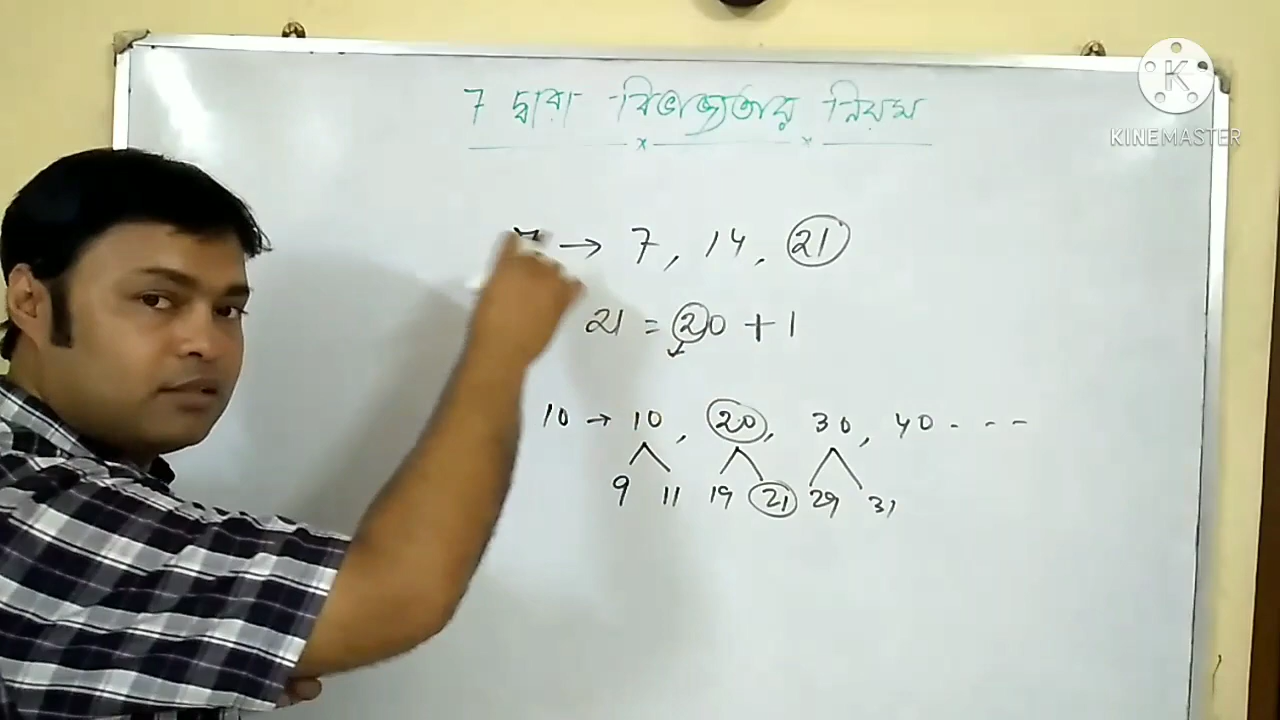 7 দ্বারা বিভাজ্যতার নিয়ম
KINEMASTER
7 → 7, 14, 21
21 = 20 + 1
10 → 10, 20, 30, 40 - - -
9 11 19 21 29 31